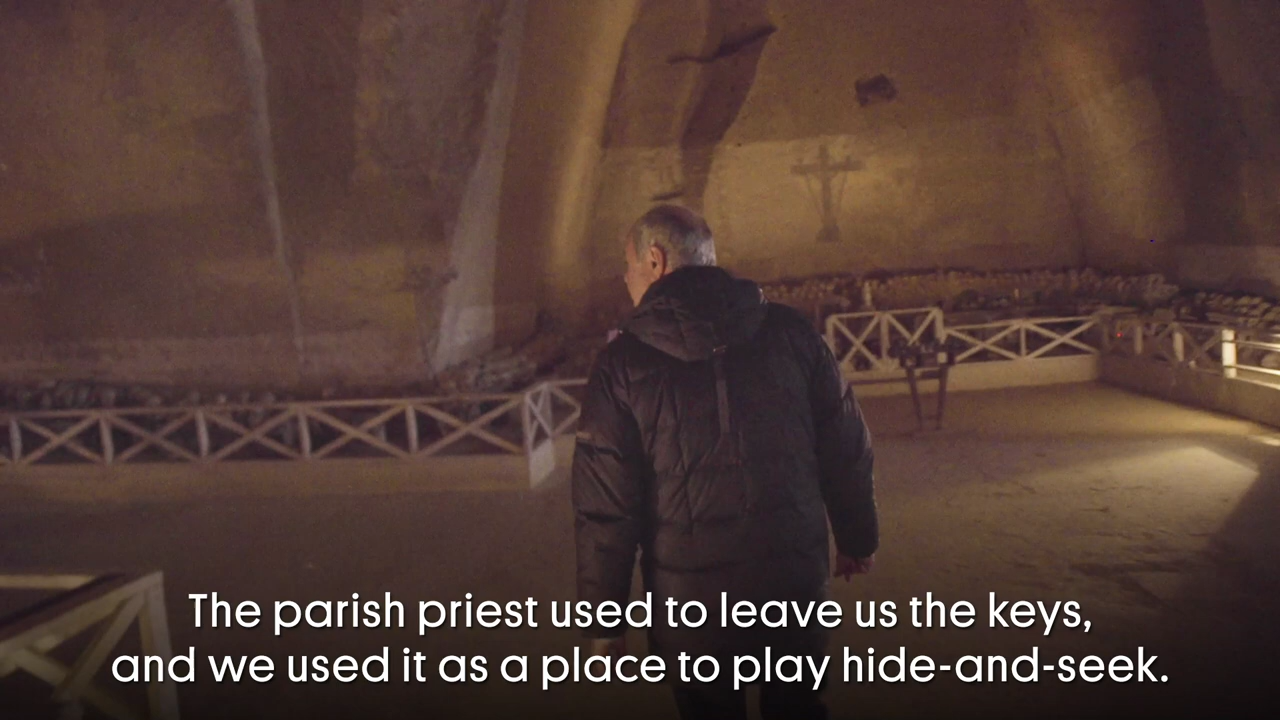 The parish priest used to leave us the keys,
and we used it as a place to play hide-and-seek.